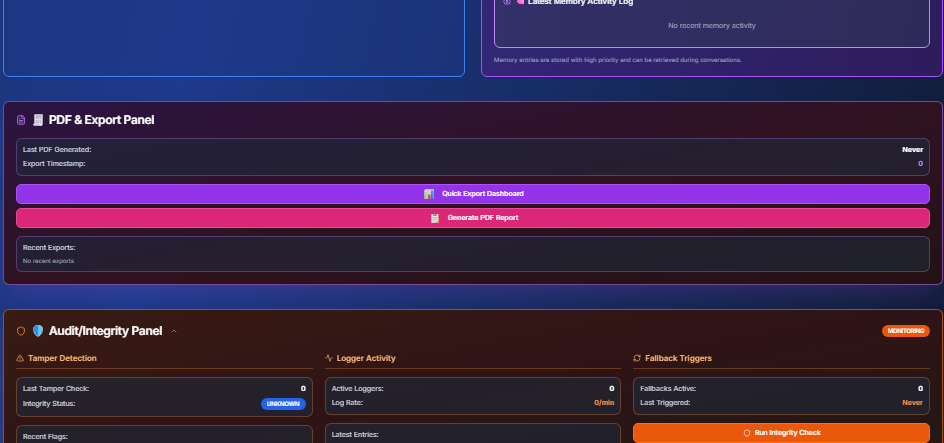 Latest Memory Activity Log
No recent memory activity
Memory entries are stored with high priority and can be retrieved during conversations.
PDF & Export Panel
Last PDF Generated: Never
Export Timestamp: 0
Quick Export Dashboard
Generate PDF Report
Recent Exports:
No recent exports
Audit/Integrity Panel
MONITORING
Tamper Detection
Last Tamper Check: 0
Integrity Status: UNKNOWN
Recent Flags:
Logger Activity
Active Loggers: 0
Log Rate: 0/min
Latest Entries:
Fallback Triggers
Fallbacks Active: 0
Last Triggered: Never
Run Integrity Check